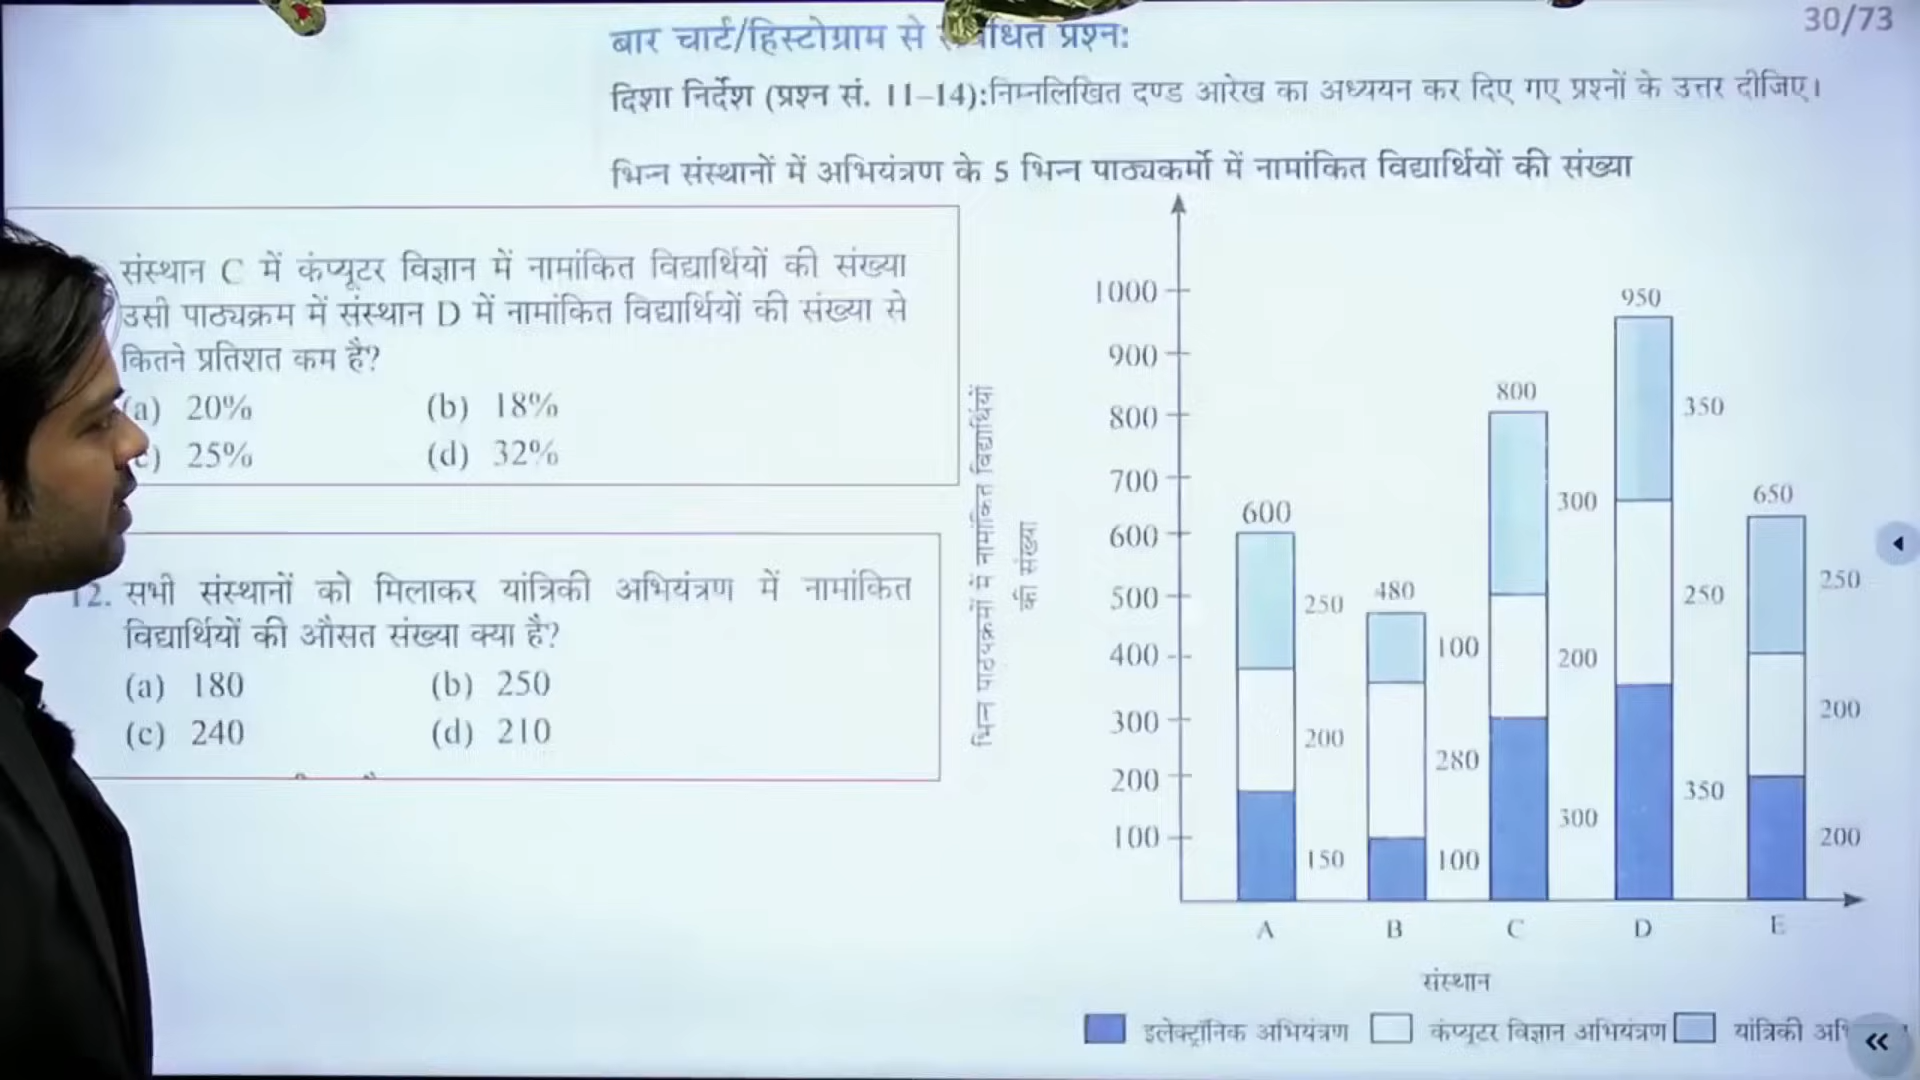 30/73
बार चार्ट/हिस्टोग्राम से धित प्रश्न:
दिशा निर्देश (प्रश्न सं. 11–14):निम्नलिखित दण्ड आरेख का अध्ययन कर दिए गए प्रश्नों के उत्तर दीजिए।
भिन्न संस्थानों में अभियंत्रण के 5 भिन्न पाठ्यकर्मो में नामांकित विद्यार्थियों की संख्या
संस्थान C में कंप्यूटर विज्ञान में नामांकित विद्यार्थियों की संख्या
उसी पाठ्यक्रम में संस्थान D में नामांकित विद्यार्थियों की संख्या से
कितने प्रतिशत कम है?
(a) 20% (b) 18%
c) 25% (d) 32%
12. सभी संस्थानों को मिलाकर यांत्रिकी अभियंत्रण में नामांकित
विद्यार्थियों की औसत संख्या क्या है?
(a) 180 (b) 250
(c) 240 (d) 210
भिन्न पाठ्यक्रमों में नामांकित विद्यार्थियों
की संख्या
1000
900
800
700
600
500
400
300
200
100
600
250
200
150
480
100
280
100
800
300
200
300
950
350
250
350
650
250
200
200
A B C D E
संस्थान
इलेक्ट्रॉनिक अभियंत्रण कंप्यूटर विज्ञान अभियंत्रण यांत्रिकी अभि